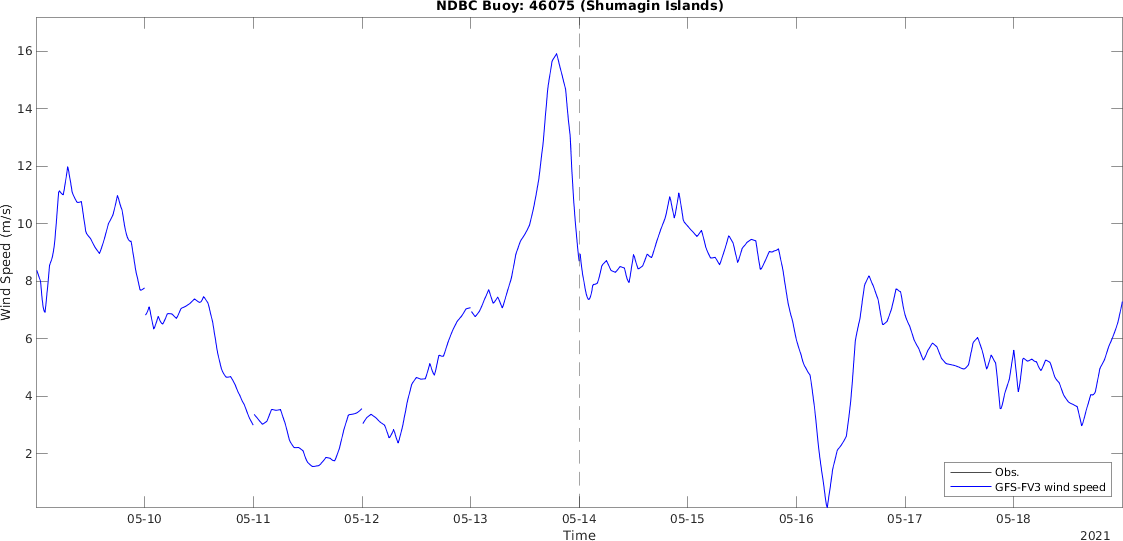 NDBC Buoy: 46075 (Shumagin Islands)
Wind Speed (m/s)
16
14
12
10
8
6
4
2
Obs.
GFS-FV3 wind speed
05-10 05-11 05-12 05-13 05-14 05-15 05-16 05-17 05-18
Time
2021